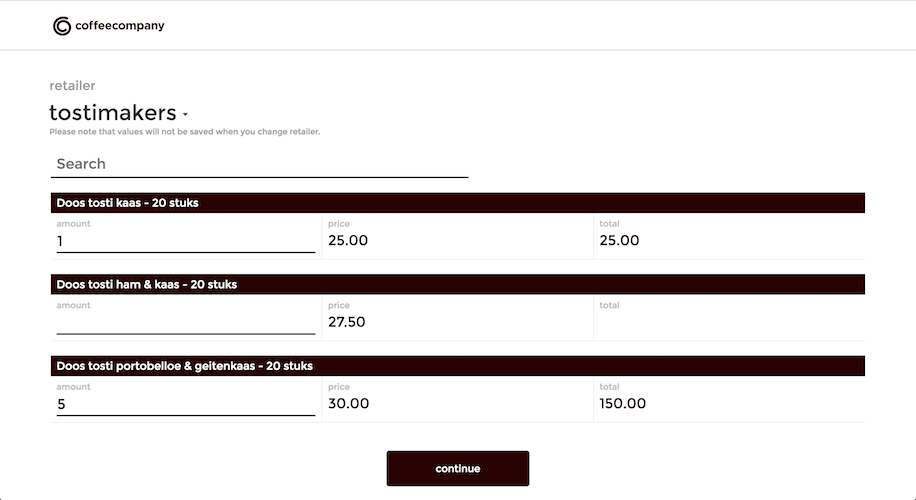 coffeecompany
retailer
tostimakers
Please note that values will not be saved when you change retailer.
Search
Doos tosti kaas - 20 stuks
amount price total
1 25.00 25.00
Doos tosti ham & kaas - 20 stuks
amount price total
27.50
Doos tosti portobelloe & geitenkaas - 20 stuks
amount price total
5 30.00 150.00
continue